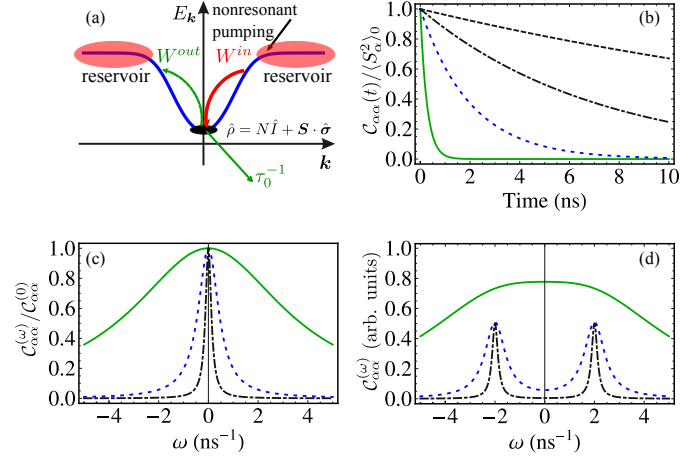 (a)
E_k
nonresonant
pumping
W^out
W^in
reservoir
reservoir
ρ̂ = NÎ + S · σ̂
k
τ_0^{-1}
(b)
C_αα(t)/⟨S_α^2⟩_0
1.0
0.8
0.6
0.4
0.2
0.0
0 2 4 6 8 10
Time (ns)
(c)
C_αα^(ω)/C_αα^(0)
1.0
0.8
0.6
0.4
0.2
0.0
−4 −2 0 2 4
ω (ns⁻¹)
(d)
C_αα^(ω) (arb. units)
1.0
0.8
0.6
0.4
0.2
0.0
−4 −2 0 2 4
ω (ns⁻¹)